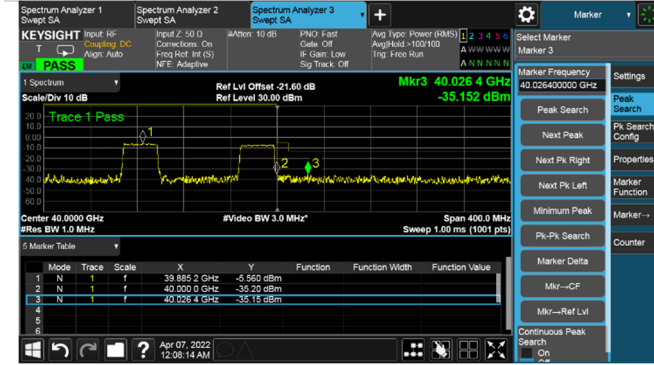 Spectrum Analyzer 1
Swept SA
Spectrum Analyzer 2
Swept SA
Spectrum Analyzer 3
Swept SA
+
Marker
KEYSIGHT
T
PASS
Input: RF
Coupling: DC
Align: Auto
Input Z: 50 Ω
Corrections: On
Freq Ref: Int (S)
NFE: Adaptive
#Atten: 10 dB
PNO: Fast
Gate: Off
IF Gain: Low
Sig Track: Off
Avg Type: Power (RMS)
Avg|Hold >100/100
Trig: Free Run
1 2 3 4 5 6
A W W W W W
A N N N N N
Select Marker
Marker 3
1 Spectrum
Scale/Div 10 dB
Ref Lvl Offset -21.60 dB
Ref Level 30.00 dBm
Mkr3 40.026 4 GHz
-35.152 dBm
Trace 1 Pass
20.0
10.0
0.00
-10.0
-20.0
-30.0
-40.0
-50.0
-60.0
1
2
3
Center 40.0000 GHz
#Res BW 1.0 MHz
#Video BW 3.0 MHz*
Span 400.0 MHz
Sweep 1.00 ms (1001 pts)
5 Marker Table
Mode Trace Scale X Y Function Function Width Function Value
1 N 1 f 39.885 2 GHz -5.560 dBm
2 N 1 f 40.000 0 GHz -35.20 dBm
3 N 1 f 40.026 4 GHz -35.15 dBm
4
5
6
?
Apr 07, 2022
12:08:14 AM
Marker Frequency
40.026400000 GHz
Peak Search
Next Peak
Next Pk Right
Next Pk Left
Minimum Peak
Pk-Pk Search
Marker Delta
Mkr→CF
Mkr→Ref Lvl
Continuous Peak
Search
On
Off
Settings
Peak
Search
Pk Search
Config
Properties
Marker
Function
Marker→
Counter